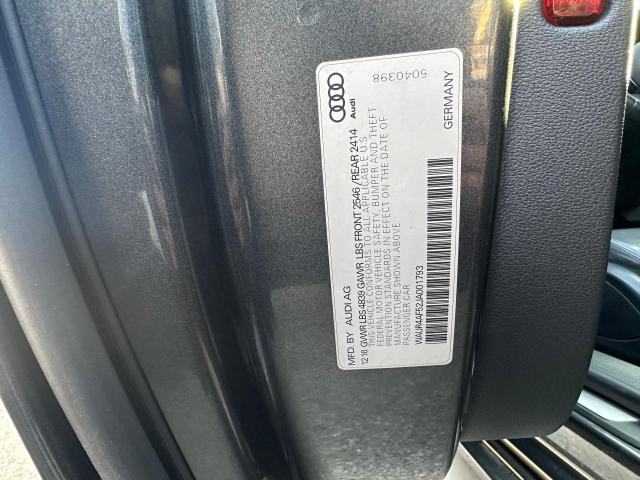 MFD. BY AUDI AG
12 16 GVWR LBS 4839 GAWR LBS FRONT 2546 / REAR 2414
THIS VEHICLE CONFORMS TO ALL APPLICABLE U.S.
FEDERAL MOTOR VEHICLE SAFETY, BUMPER AND THEFT
PREVENTION STANDARDS IN EFFECT ON THE DATE OF
MANUFACTURE SHOWN ABOVE
PASSENGER CAR
WAUR44F52JA001793
GERMANY
Audi
5040398